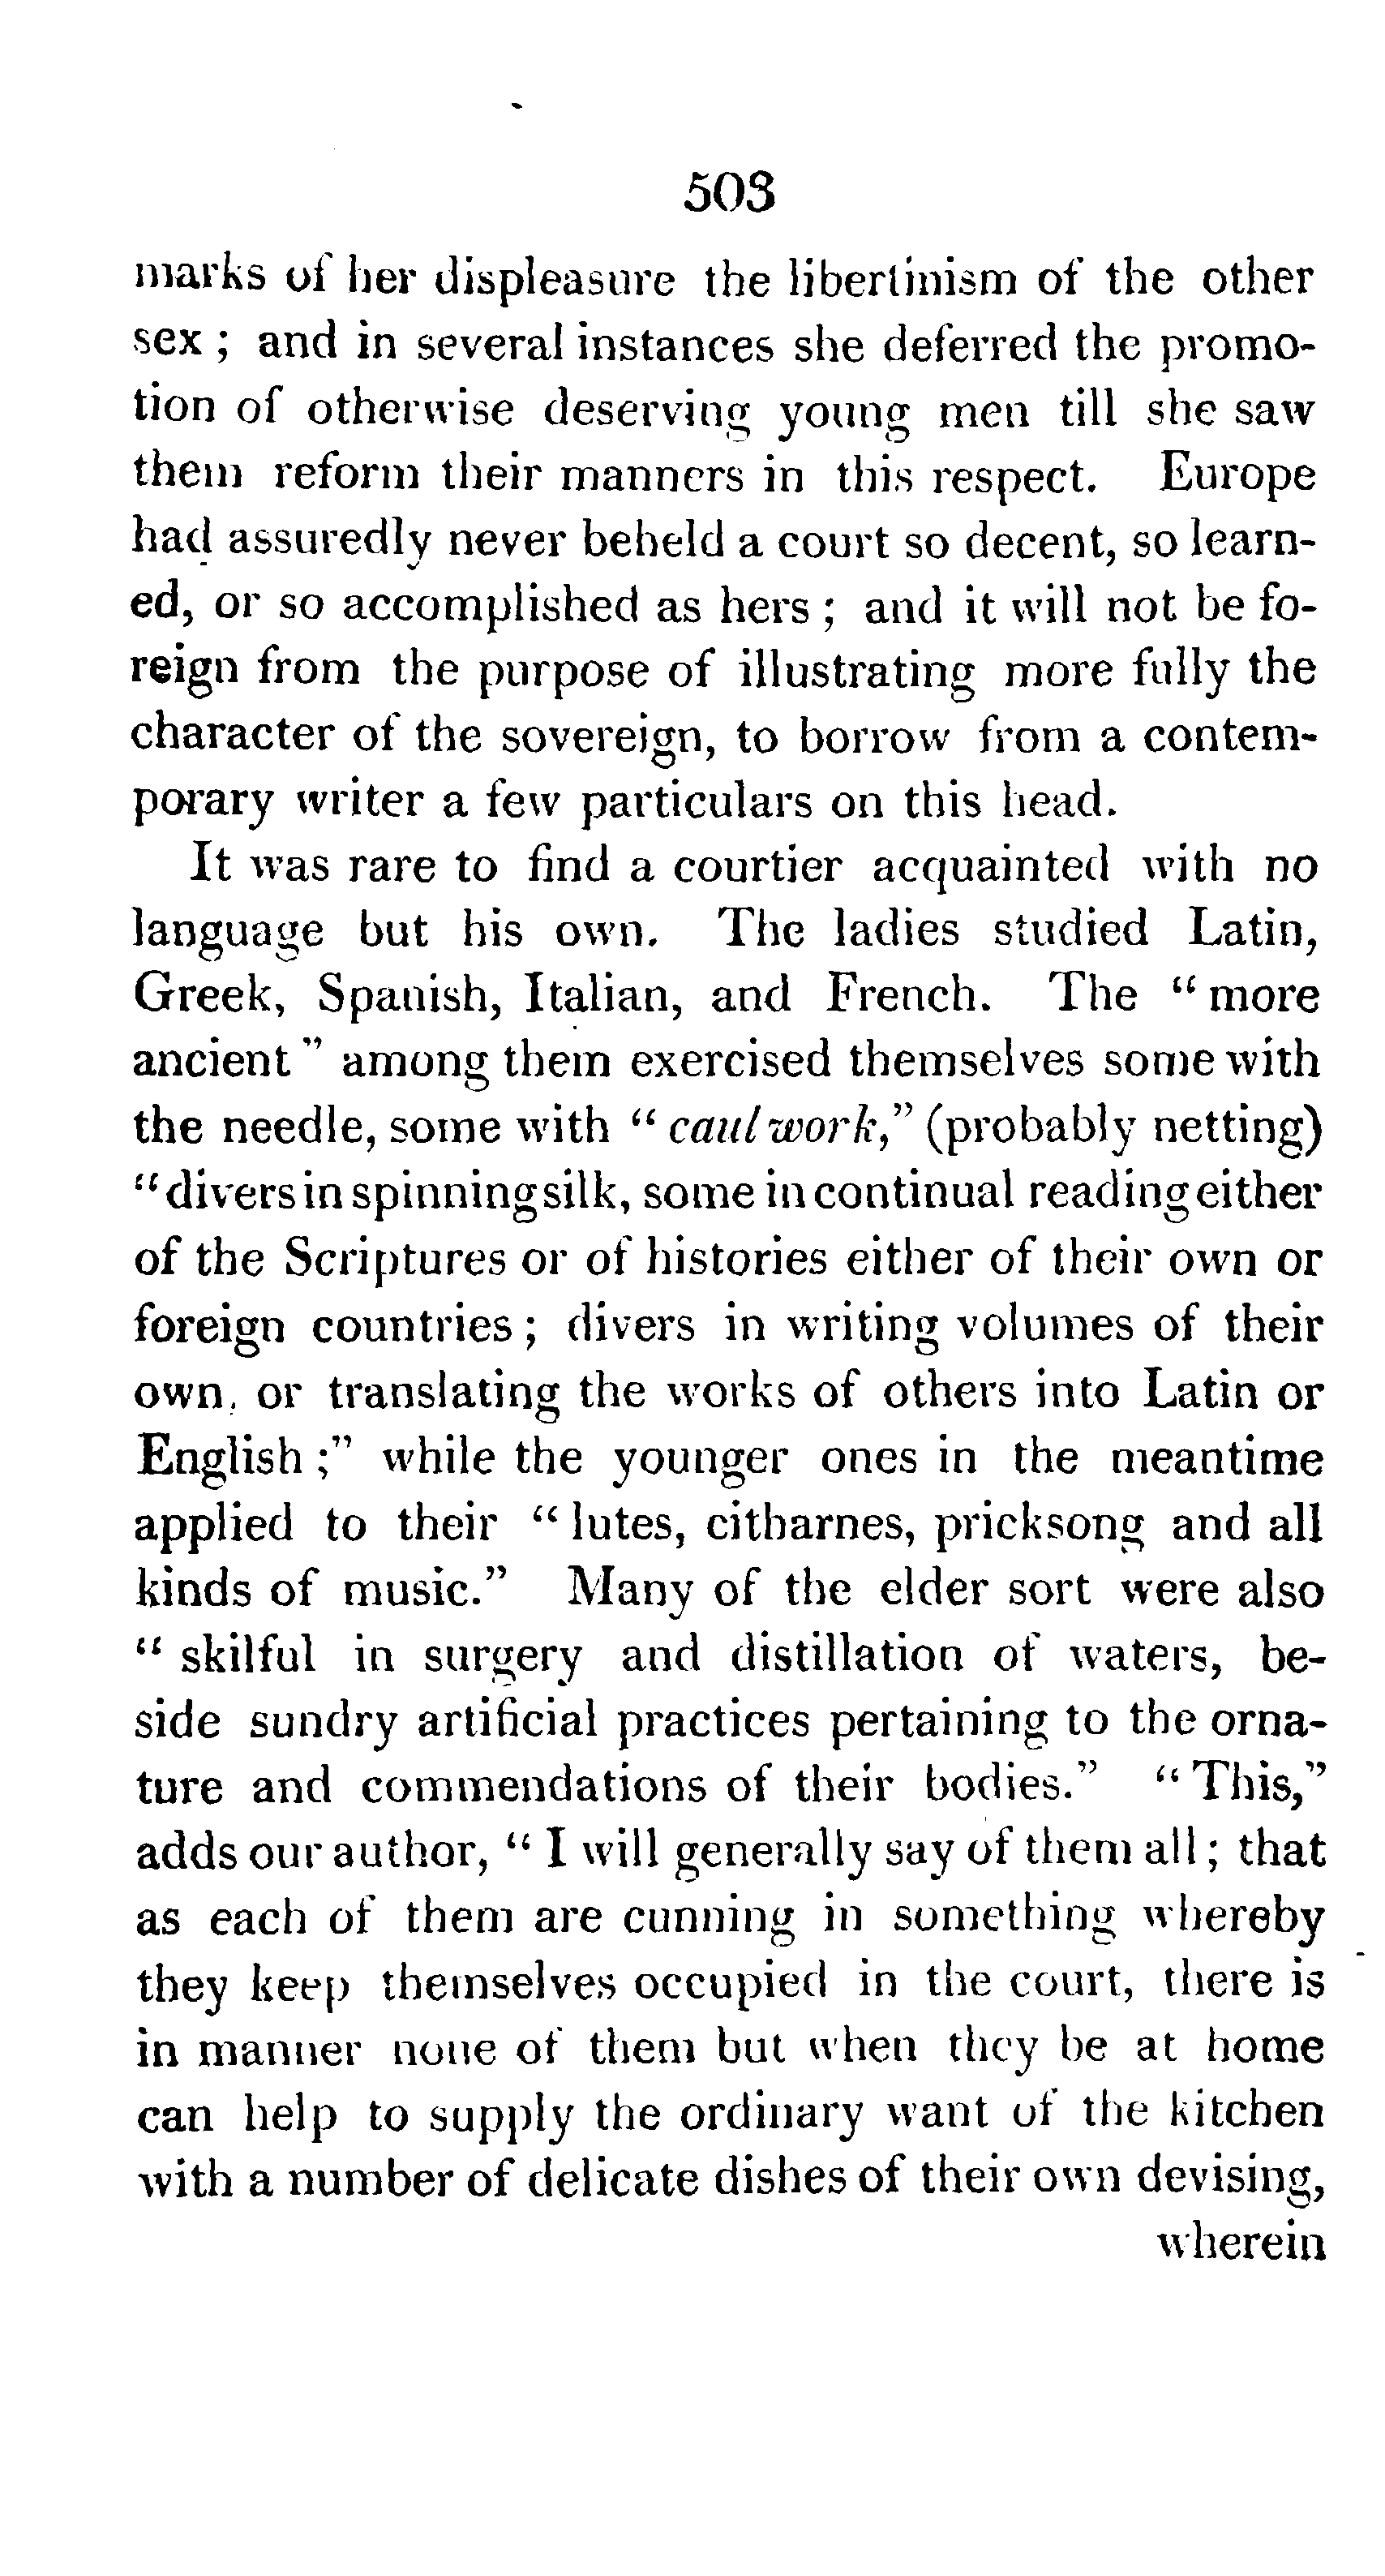 503
marks of her displeasure the libertinism of the other
sex ; and in several instances she deferred the promo-
tion of otherwise deserving young men till she saw
them reform their manners in this respect. Europe
had assuredly never beheld a court so decent, so learn-
ed, or so accomplished as hers ; and it will not be fo-
reign from the purpose of illustrating more fully the
character of the sovereign, to borrow from a contem-
porary writer a few particulars on this head.
It was rare to find a courtier acquainted with no
language but his own. The ladies studied Latin,
Greek, Spanish, Italian, and French. The “ more
ancient ” among them exercised themselves some with
the needle, some with “ caul work,” (probably netting)
“ divers in spinning silk, some in continual reading either
of the Scriptures or of histories either of their own or
foreign countries ; divers in writing volumes of their
own, or translating the works of others into Latin or
English ;” while the younger ones in the meantime
applied to their “ lutes, citharnes, pricksong and all
kinds of music.” Many of the elder sort were also
“ skilful in surgery and distillation of waters, be-
side sundry artificial practices pertaining to the orna-
ture and commendations of their bodies.” “ This,”
adds our author, “ I will generally say of them all ; that
as each of them are cunning in something whereby
they keep themselves occupied in the court, there is
in manner none of them but when they be at home
can help to supply the ordinary want of the kitchen
with a number of delicate dishes of their own devising,
wherein